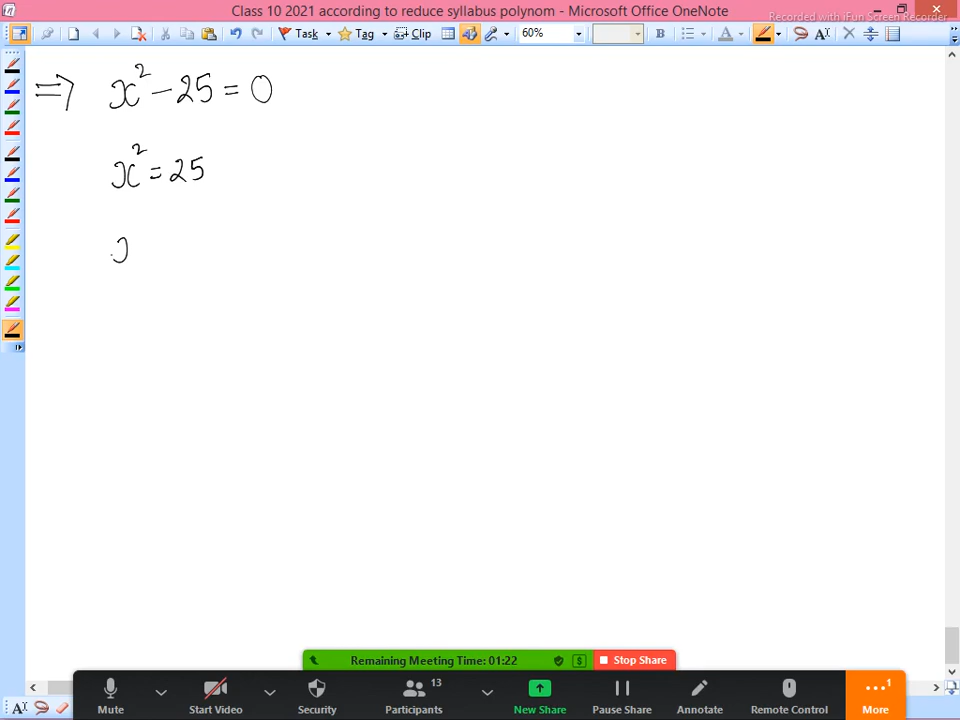 Class 10 2021 according to reduce syllabus polynom - Microsoft Office OneNote
Recorded with iFun Screen Recorder
Task Tag Clip 60% B A
⇒ x² - 25 = 0
x² = 25
Remaining Meeting Time: 01:22 Stop Share
Mute Start Video Security Participants 13 New Share Pause Share Annotate Remote Control More 1